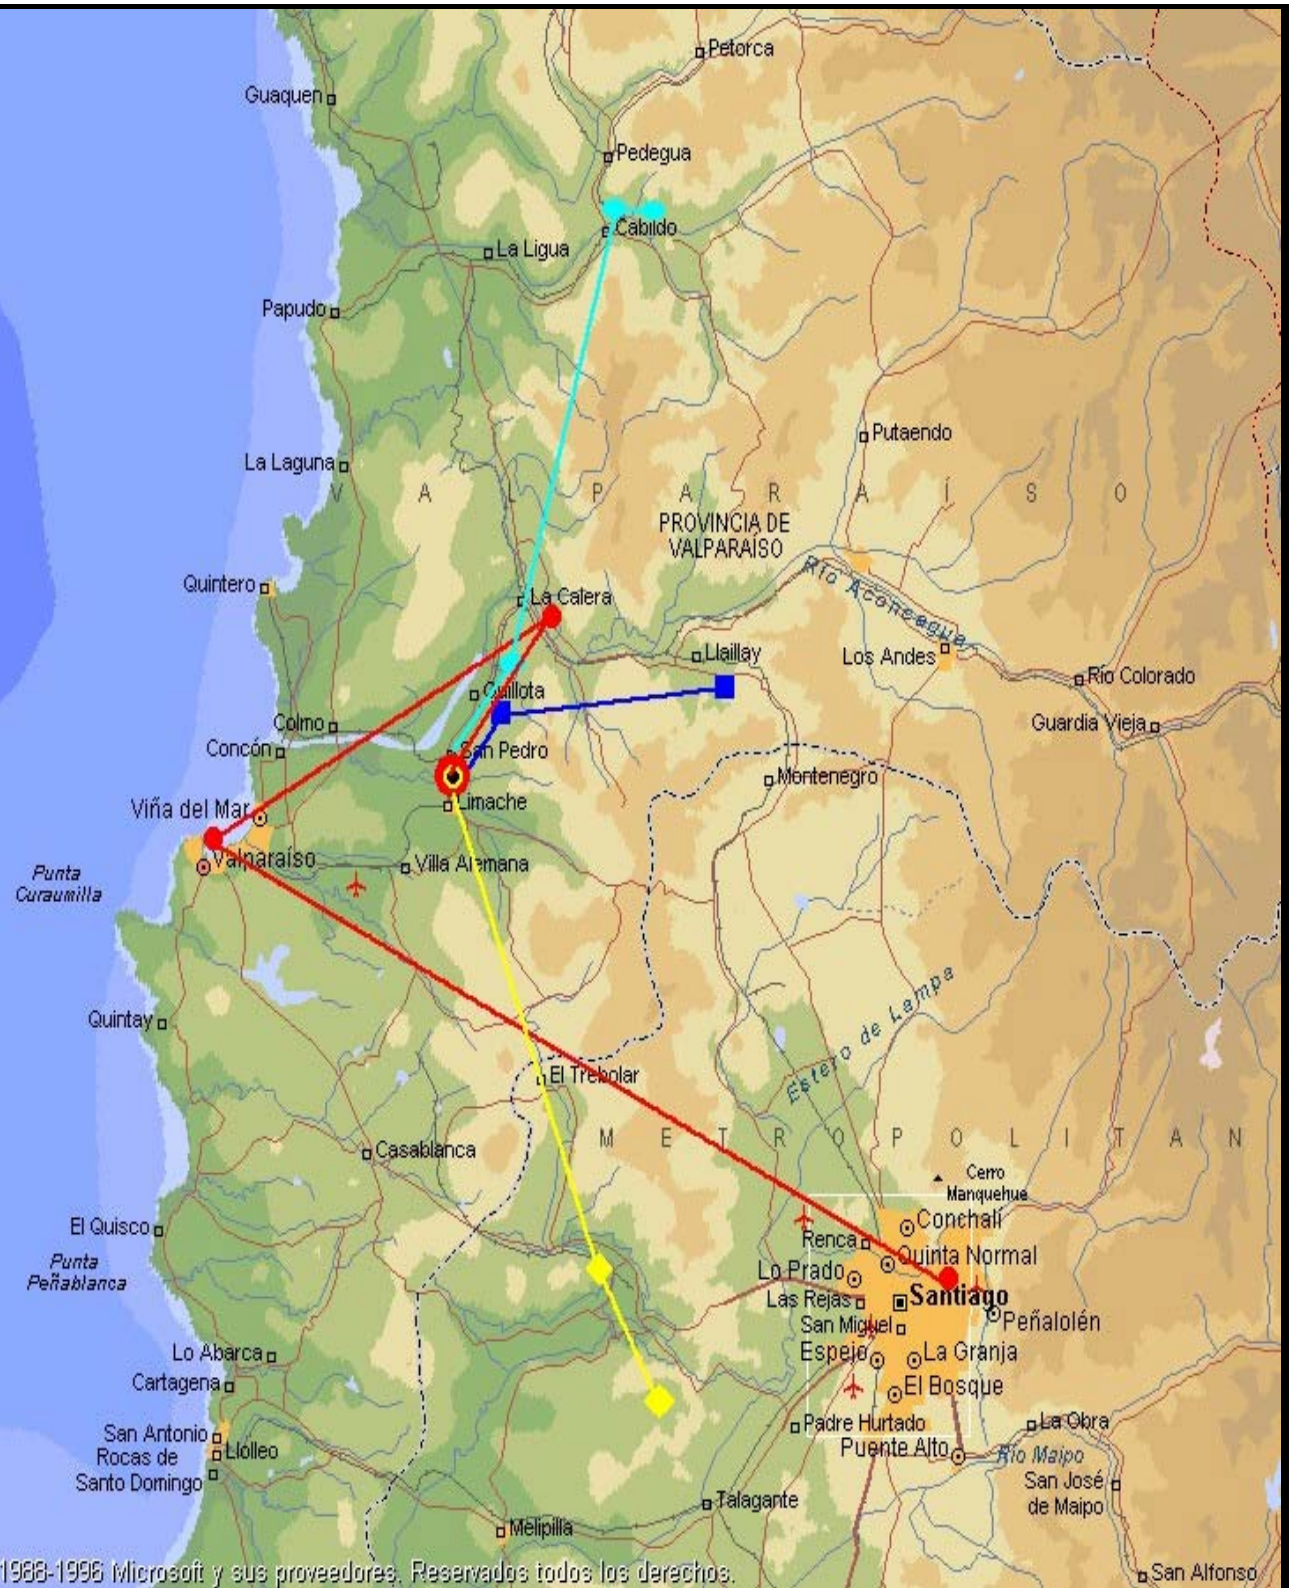 Petorca
Guaquen
Pedegua
Cabildo
La Ligua
Papudo
Putaendo
La Laguna
V A L P A R A Í S O
PROVINCIA DE
VALPARAÍSO
Quintero
La Calera
Río Aconcagua
Llaillay
Los Andes
Río Colorado
Quillota
Colmo
Guardia Vieja
Concón
San Pedro
Montenegro
Limache
Viña del Mar
Valparaíso
Villa Alemana
Punta
Curaumilla
Quintay
Estero de Lampa
El Trebolar
M E T R O P O L I T A N
Casablanca
Cerro
Manquehue
El Quisco
Conchalí
Renca
Quinta Normal
Punta
Peñablanca
Lo Prado
Las Rejas
Santiago
San Miguel
Peñalolén
Lo Abarca
Espejo
La Granja
Cartagena
El Bosque
San Antonio
Padre Hurtado
La Obra
Rocas de
Santo Domingo
Llolleo
Puente Alto
Río Maipo
San José
de Maipo
Talagante
Melipilla
1988-1996 Microsoft y sus proveedores. Reservados todos los derechos.
San Alfonso